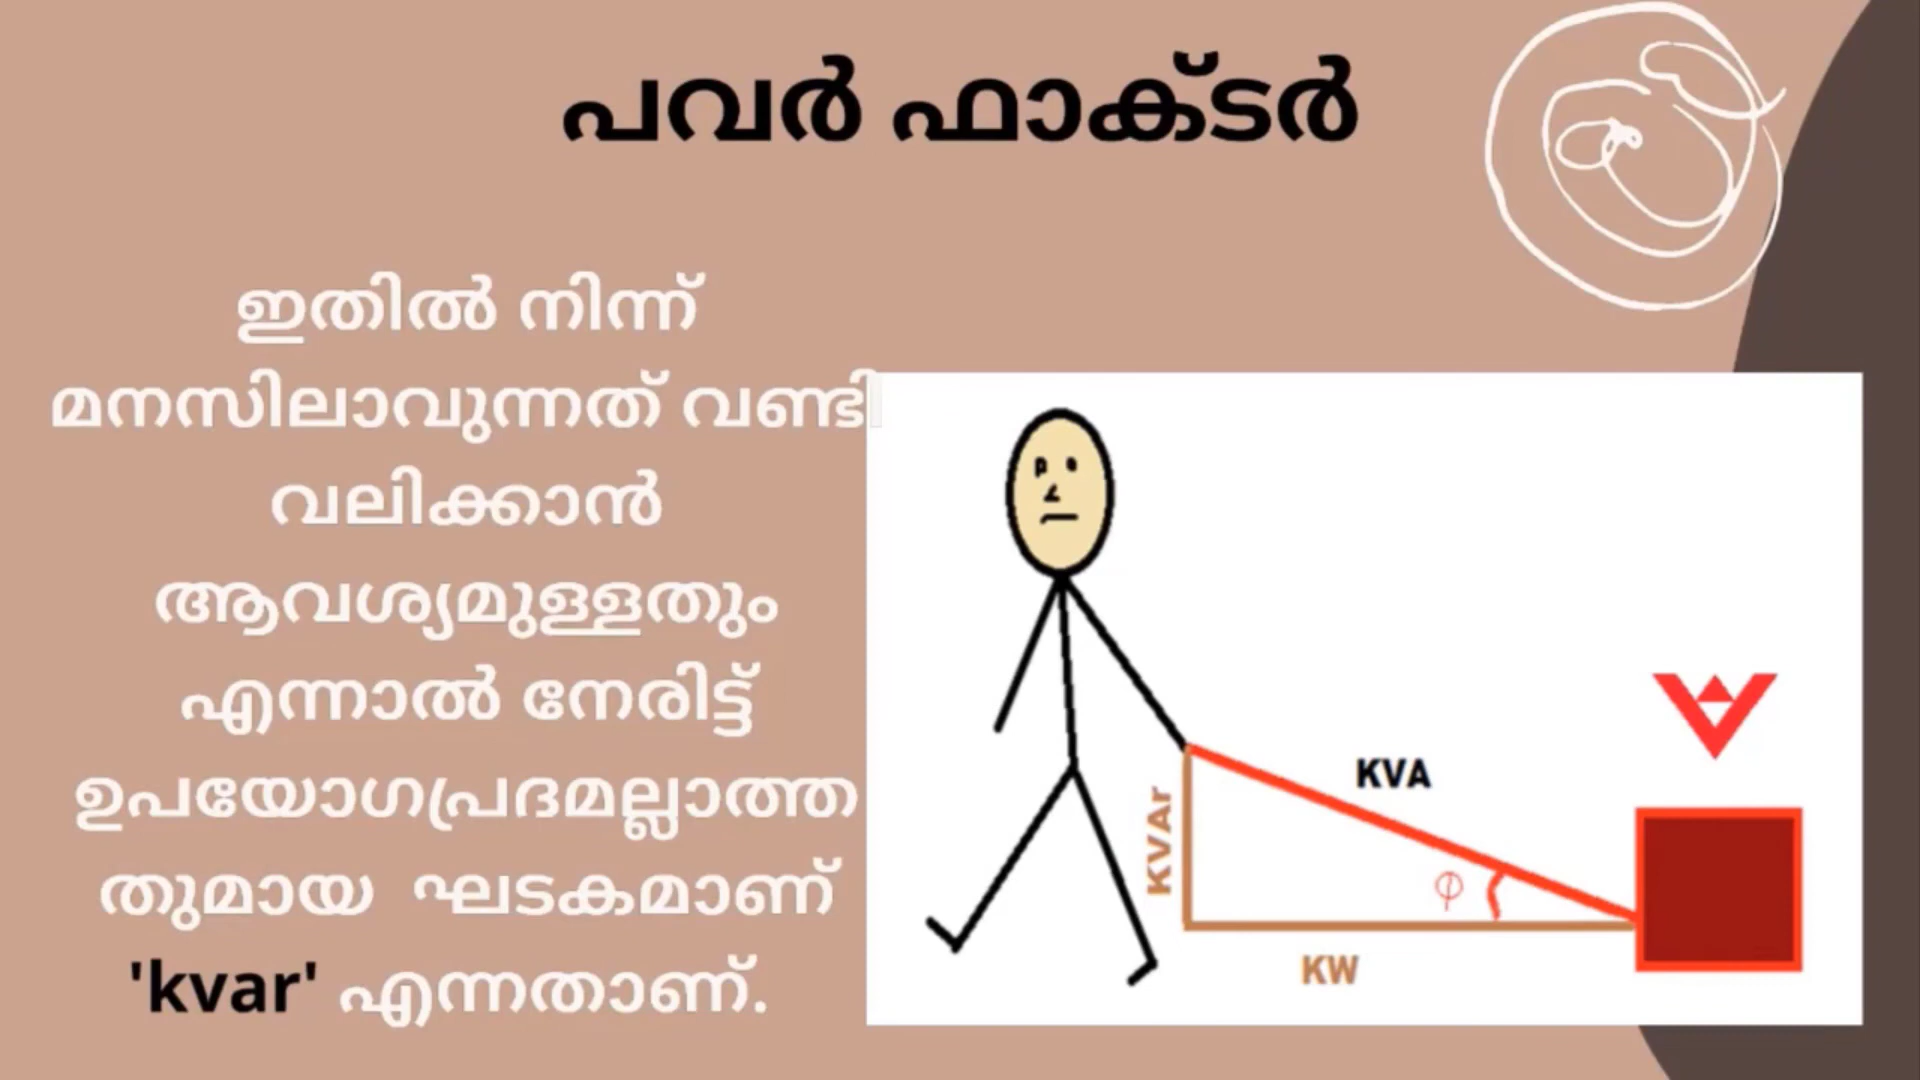 പവർ ഫാക്ടർ
ഇതിൽ നിന്ന്
മനസിലാവുന്നത് വണ്ടി
വലിക്കാൻ
ആവശ്യമുള്ളതും
എന്നാൽ നേരിട്ട്
ഉപയോഗപ്രദമല്ലാത്ത
തുമായ ഘടകമാണ്
'kvar' എന്നതാണ്.
KVA
KVAr
φ
KW